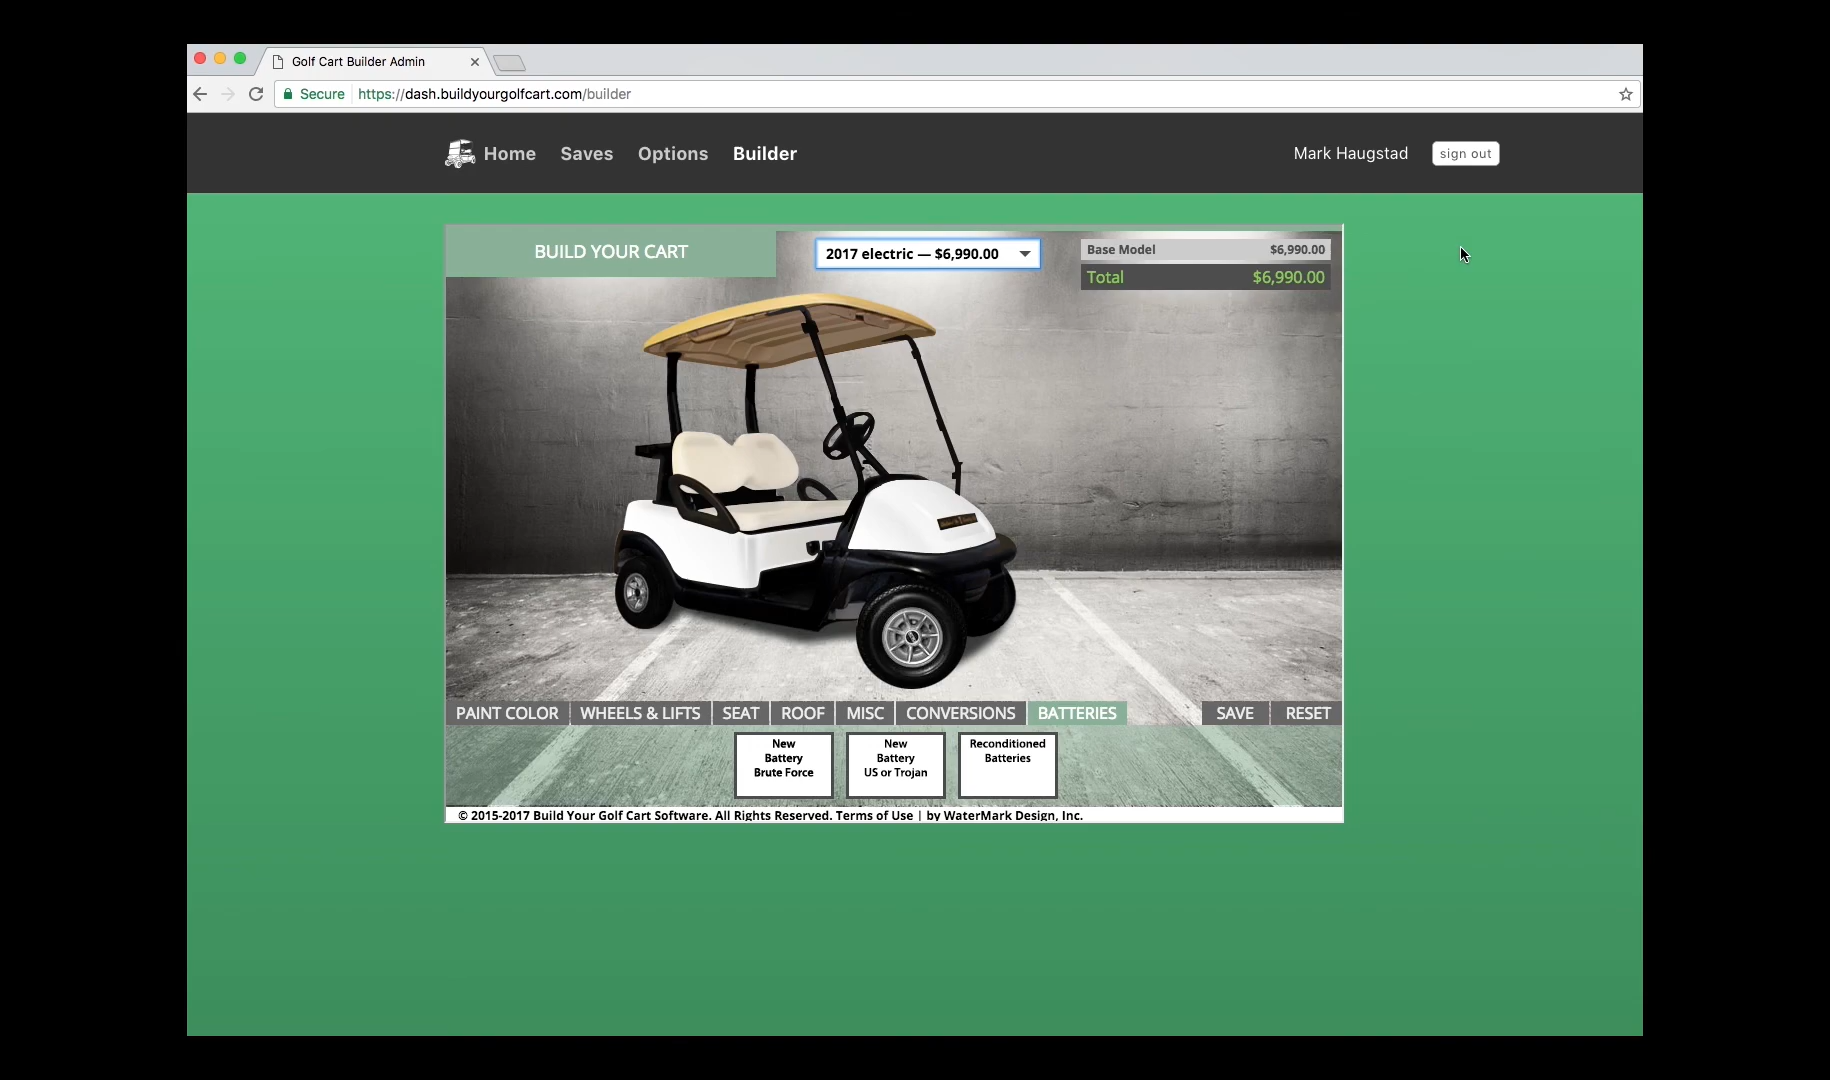 Golf Cart Builder Admin
Secure https://dash.buildyourgolfcart.com/builder
Home Saves Options Builder Mark Haugstad sign out
BUILD YOUR CART
2017 electric — $6,990.00
Base Model $6,990.00
Total $6,990.00
PAINT COLOR WHEELS & LIFTS SEAT ROOF MISC CONVERSIONS BATTERIES SAVE RESET
New
Battery
Brute Force
New
Battery
US or Trojan
Reconditioned
Batteries
© 2015-2017 Build Your Golf Cart Software. All Rights Reserved. Terms of Use | by WaterMark Design, Inc.